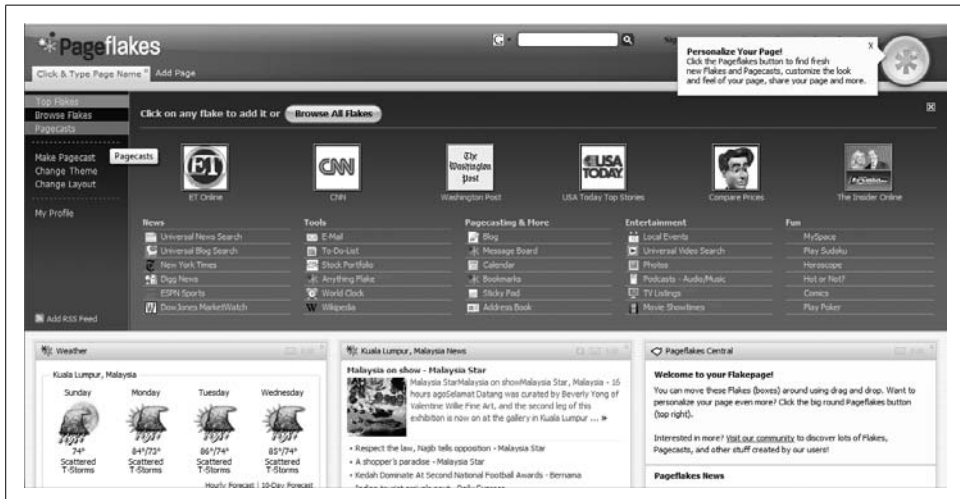 Pageflakes
G
Personalize Your Page!
X
Click the Pageflakes button to find fresh
new Flakes and Pagecasts, customize the look
and feel of your page, share your page and more.
Click & Type Page Name
Add Page
Top Flakes
Browse Flakes
Pagecasts
Make Pagecast
Pagecasts
Change Theme
Change Layout
My Profile
Add RSS Feed
Click on any flake to add it or Browse All Flakes
ET
CNN
The Washington Post
USA TODAY
ET Online
CNN
Washington Post
USA Today Top Stories
Compare Prices
The Insider Online
News
Universal News Search
Universal Blog Search
New York Times
Digg News
ESPN Sports
DowJones MarketWatch
Tools
E-Mail
To-Do-List
Stock Portfolio
Anything Flake
World Clock
Wikipedia
Pagecasting & More
Blog
Message Board
Calendar
Bookmarks
Sticky Pad
Address Book
Entertainment
Local Events
Universal Video Search
Photos
Podcasts - Audio/Music
TV Listings
Movie Showtimes
Fun
MySpace
Play Sudoku
Horoscope
Hot or Not?
Comics
Play Poker
Weather
Kuala Lumpur, Malaysia
Sunday
Monday
Tuesday
Wednesday
74°
84°/73°
86°/74°
85°/74°
Scattered
T-Storms
Scattered
T-Storms
Scattered
T-Storms
Scattered
T-Storms
Hourly Forecast | 10-Day Forecast
Kuala Lumpur, Malaysia News
Malaysia on show - Malaysia Star
Malaysia StarMalaysia on showMalaysia Star, Malaysia - 16
hours agoSelamat Datang was curated by Beverly Yong of
Valentine Willie Fine Art, and the second leg of this
exhibition is now on at the gallery in Kuala Lumpur ... »
• Respect the law, Najib tells opposition - Malaysia Star
• A shopper's paradise - Malaysia Star
• Kedah Dominate At Second National Football Awards - Bernama
Pageflakes Central
Welcome to your Flakepage!
You can move these Flakes (boxes) around using drag and drop. Want to
personalize your page even more? Click the big round Pageflakes button
(top right).
Interested in more? Visit our community to discover lots of Flakes,
Pagecasts, and other stuff created by our users!
Pageflakes News